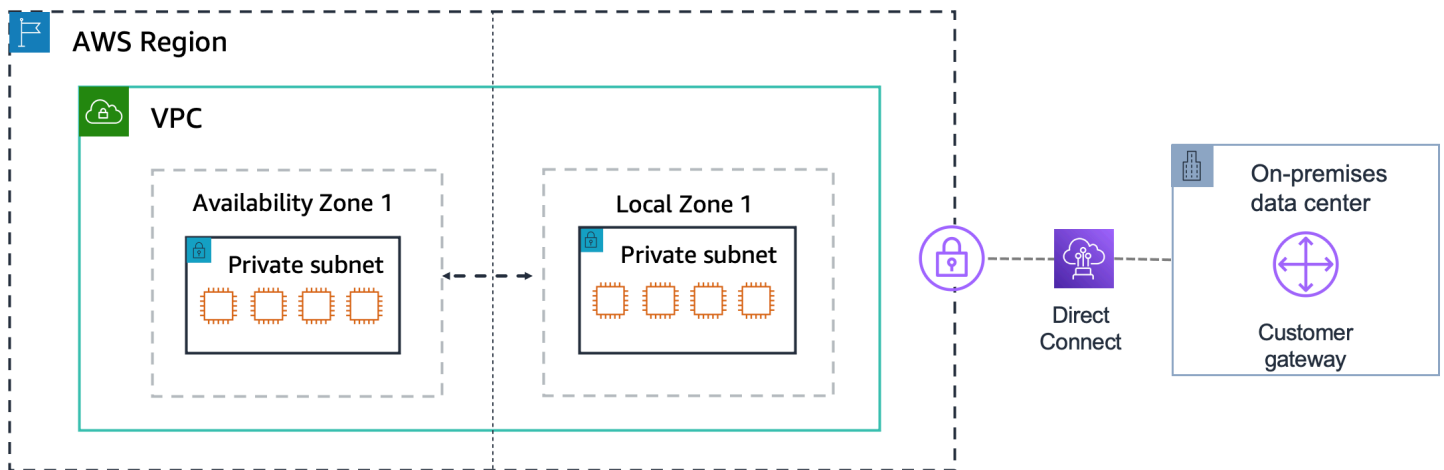 AWS Region
VPC
Availability Zone 1
Private subnet
Local Zone 1
Private subnet
Direct
Connect
On-premises
data center
Customer
gateway